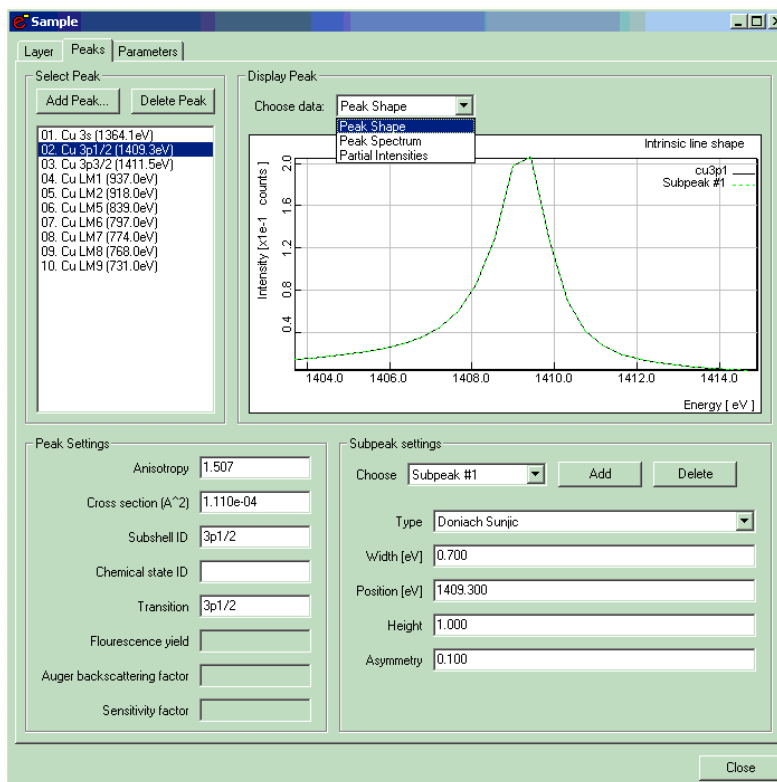 Sample
Layer Peaks Parameters
Select Peak
Add Peak... Delete Peak
01. Cu 3s (1364.1eV)
02. Cu 3p1/2 (1409.3eV)
03. Cu 3p3/2 (1411.5eV)
04. Cu LM1 (937.0eV)
05. Cu LM2 (918.0eV)
06. Cu LM5 (839.0eV)
07. Cu LM6 (797.0eV)
08. Cu LM7 (774.0eV)
09. Cu LM8 (768.0eV)
10. Cu LM9 (731.0eV)
Display Peak
Choose data: Peak Shape
Peak Shape
Peak Spectrum
Partial Intensities
Intrinsic line shape
cu3p1
Subpeak #1
Intensity [x1e-1 counts ]
2.0
1.6
1.2
0.8
0.4
1404.0 1406.0 1408.0 1410.0 1412.0 1414.0
Energy [ eV ]
Peak Settings
Anisotropy 1.507
Cross section (A^2) 1.110e-04
Subshell ID 3p1/2
Chemical state ID
Transition 3p1/2
Flourescence yield
Auger backscattering factor
Sensitivity factor
Subpeak settings
Choose Subpeak #1 Add Delete
Type Doniach Sunjic
Width [eV] 0.700
Position [eV] 1409.300
Height 1.000
Asymmetry 0.100
Close